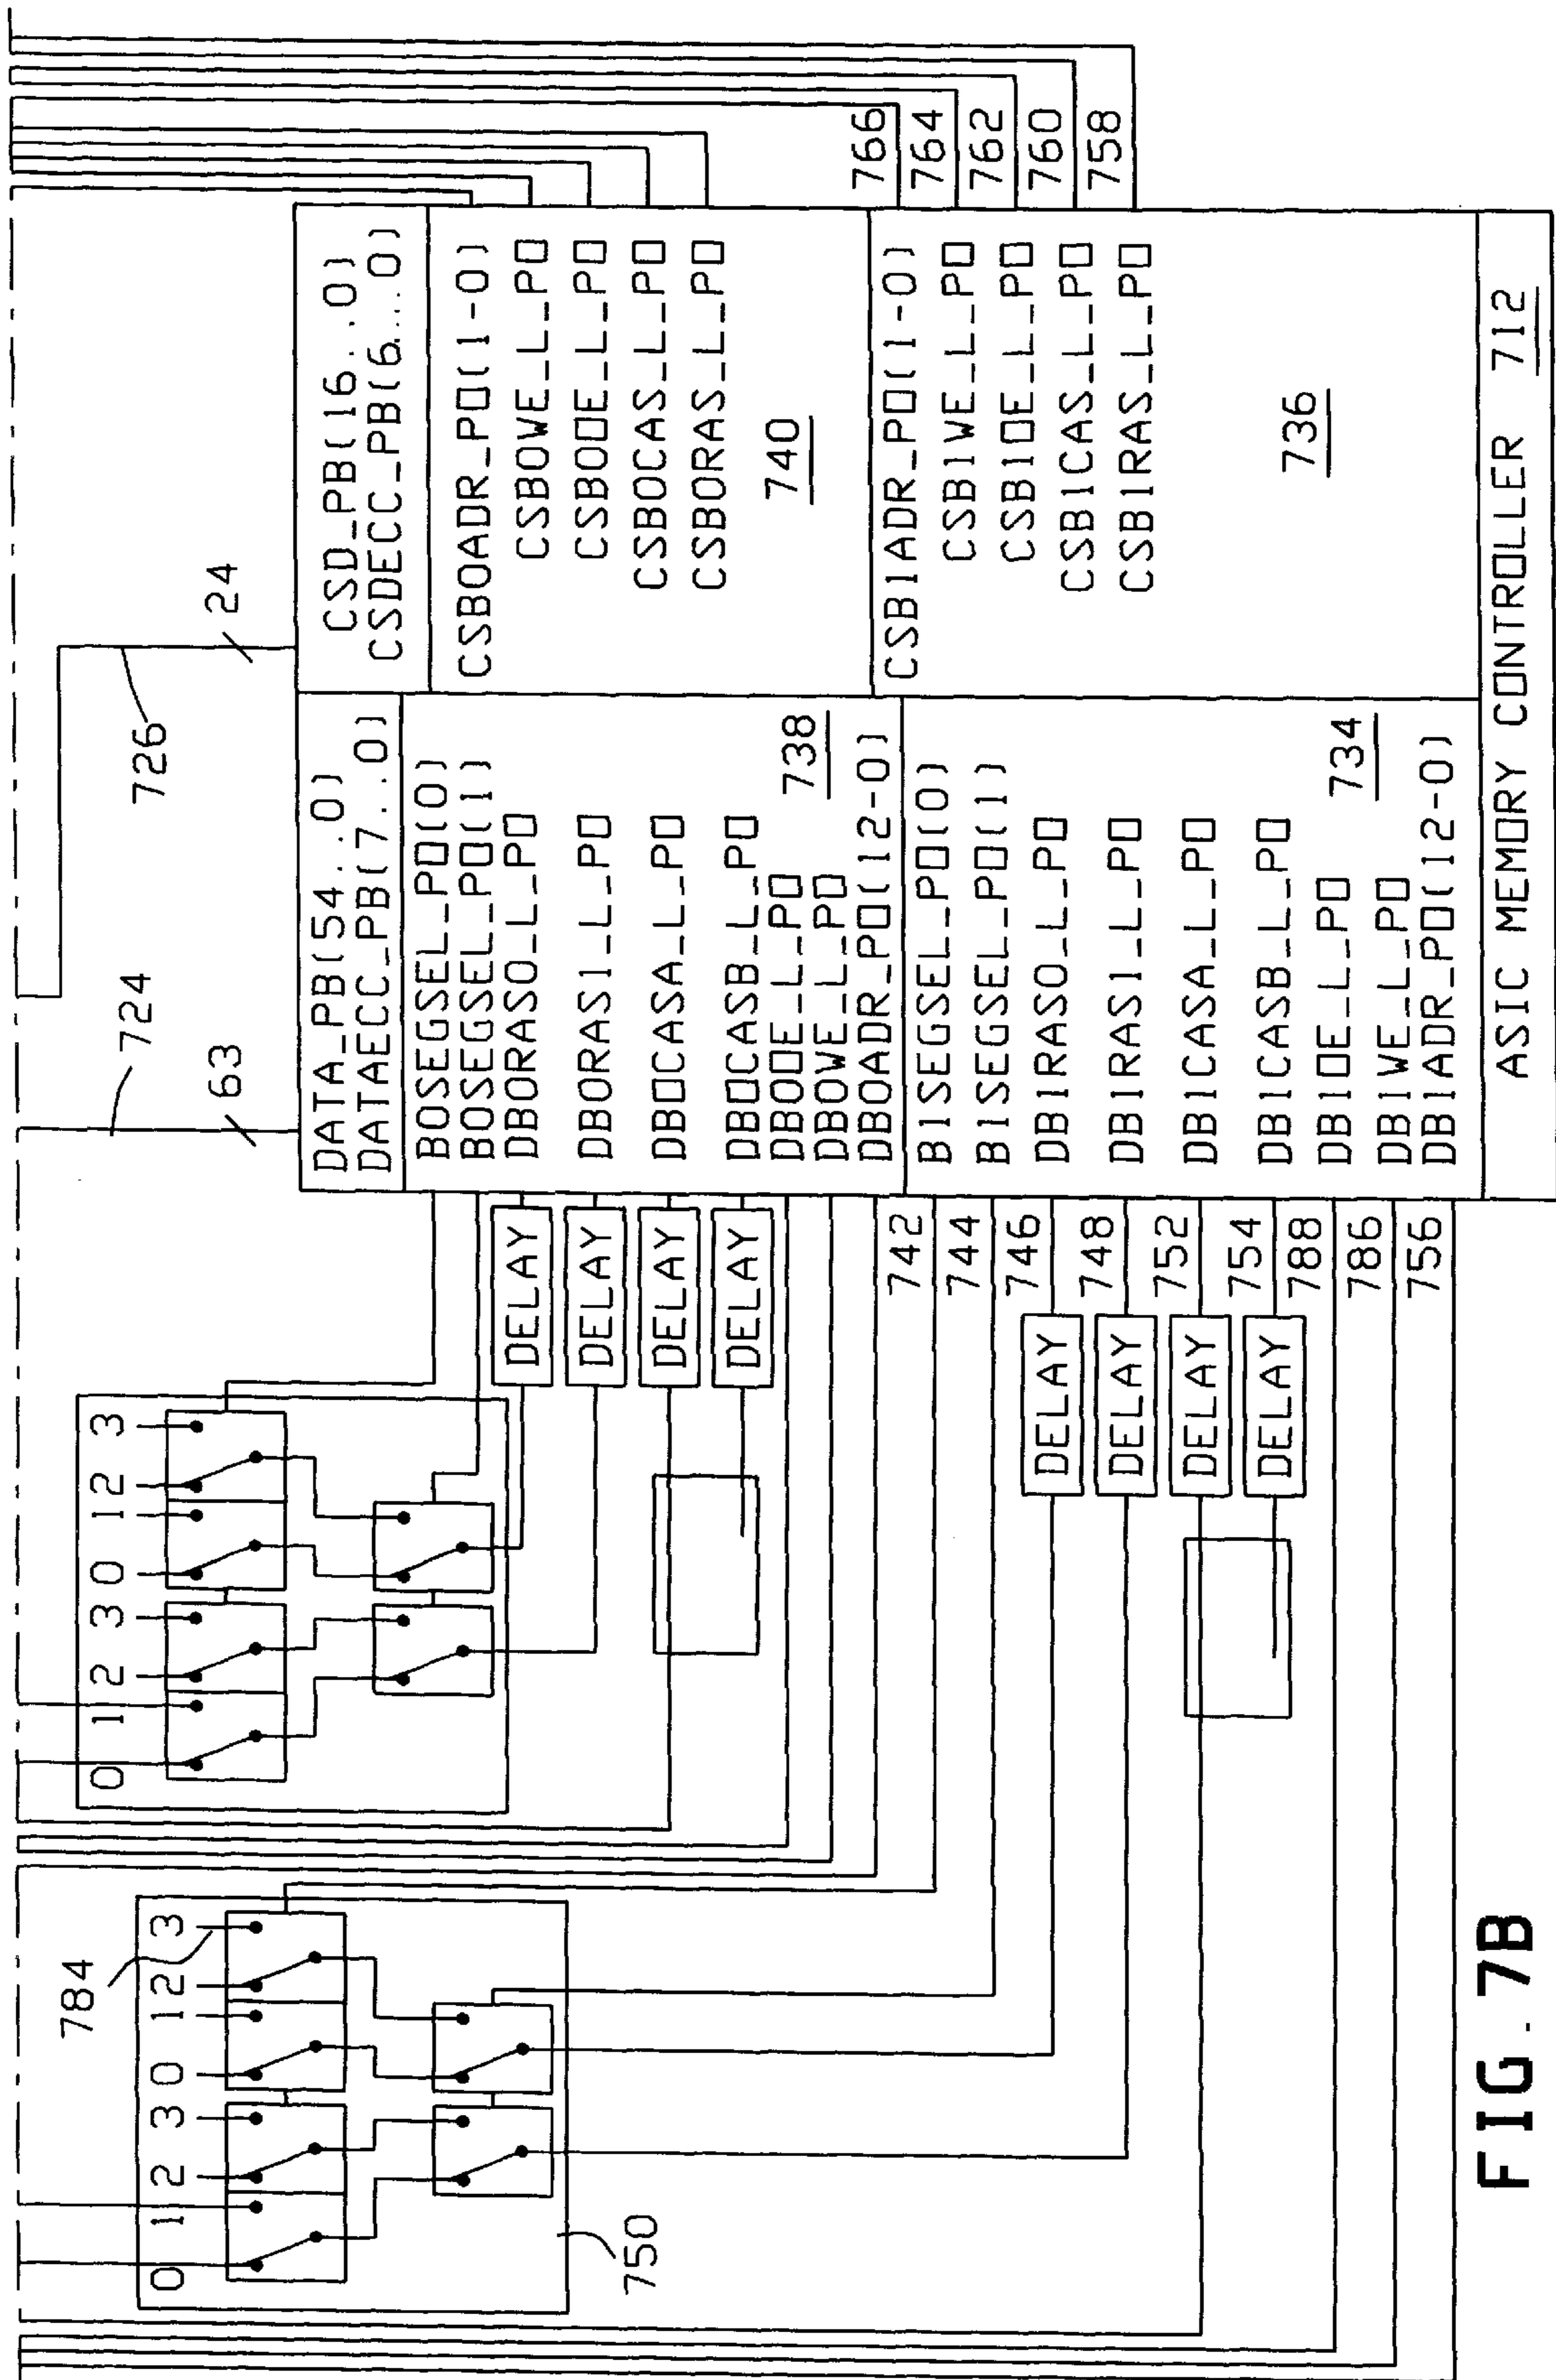 724
63
726
24
DATA_PB(54...0)
DATAECC_PB(7...0)
CSD_PB(16...0)
CSDECC_PB(6...0)
B0SEGSEL_PO(0)
B0SEGSEL_PO(1)
DB0RAS0_L_PO
DB0RAS1_L_PO
DB0CASA_L_PO
DB0CASB_L_PO
DB0OE_L_PO
DB0WE_L_PO
DB0ADR_PO(12-0)
738
CSB0ADR_PO(1-0)
CSB0WE_L_PO
CSB0OE_L_PO
CSB0CAS_L_PO
CSB0RAS_L_PO
740
B1SEGSEL_PO(0)
B1SEGSEL_PO(1)
DB1RAS0_L_PO
DB1RAS1_L_PO
DB1CASA_L_PO
DB1CASB_L_PO
DB1OE_L_PO
DB1WE_L_PO
DB1ADR_PO(12-0)
734
CSB1ADR_PO(1-0)
CSB1WE_L_PO
CSB1OE_L_PO
CSB1CAS_L_PO
CSB1RAS_L_PO
736
ASIC MEMORY CONTROLLER 712
766
764
762
760
758
0 1 2 3 0 1 2 3
DELAY
DELAY
DELAY
DELAY
742
744
746
748
752
754
788
786
756
DELAY
DELAY
DELAY
DELAY
784
0 1 2 3 0 1 2 3
750
FIG. 7B